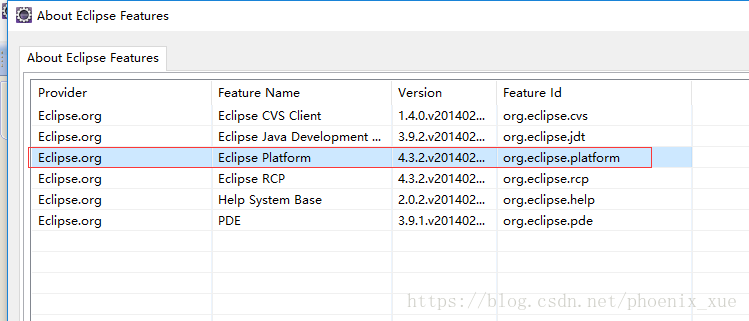 About Eclipse Features
About Eclipse Features
Provider Feature Name Version Feature Id
Eclipse.org Eclipse CVS Client 1.4.0.v201402... org.eclipse.cvs
Eclipse.org Eclipse Java Development ... 3.9.2.v201402... org.eclipse.jdt
Eclipse.org Eclipse Platform 4.3.2.v201402... org.eclipse.platform
Eclipse.org Eclipse RCP 4.3.2.v201402... org.eclipse.rcp
Eclipse.org Help System Base 2.0.2.v201402... org.eclipse.help
Eclipse.org PDE 3.9.1.v201402... org.eclipse.pde
https://blog.csdn.net/phoenix_xue